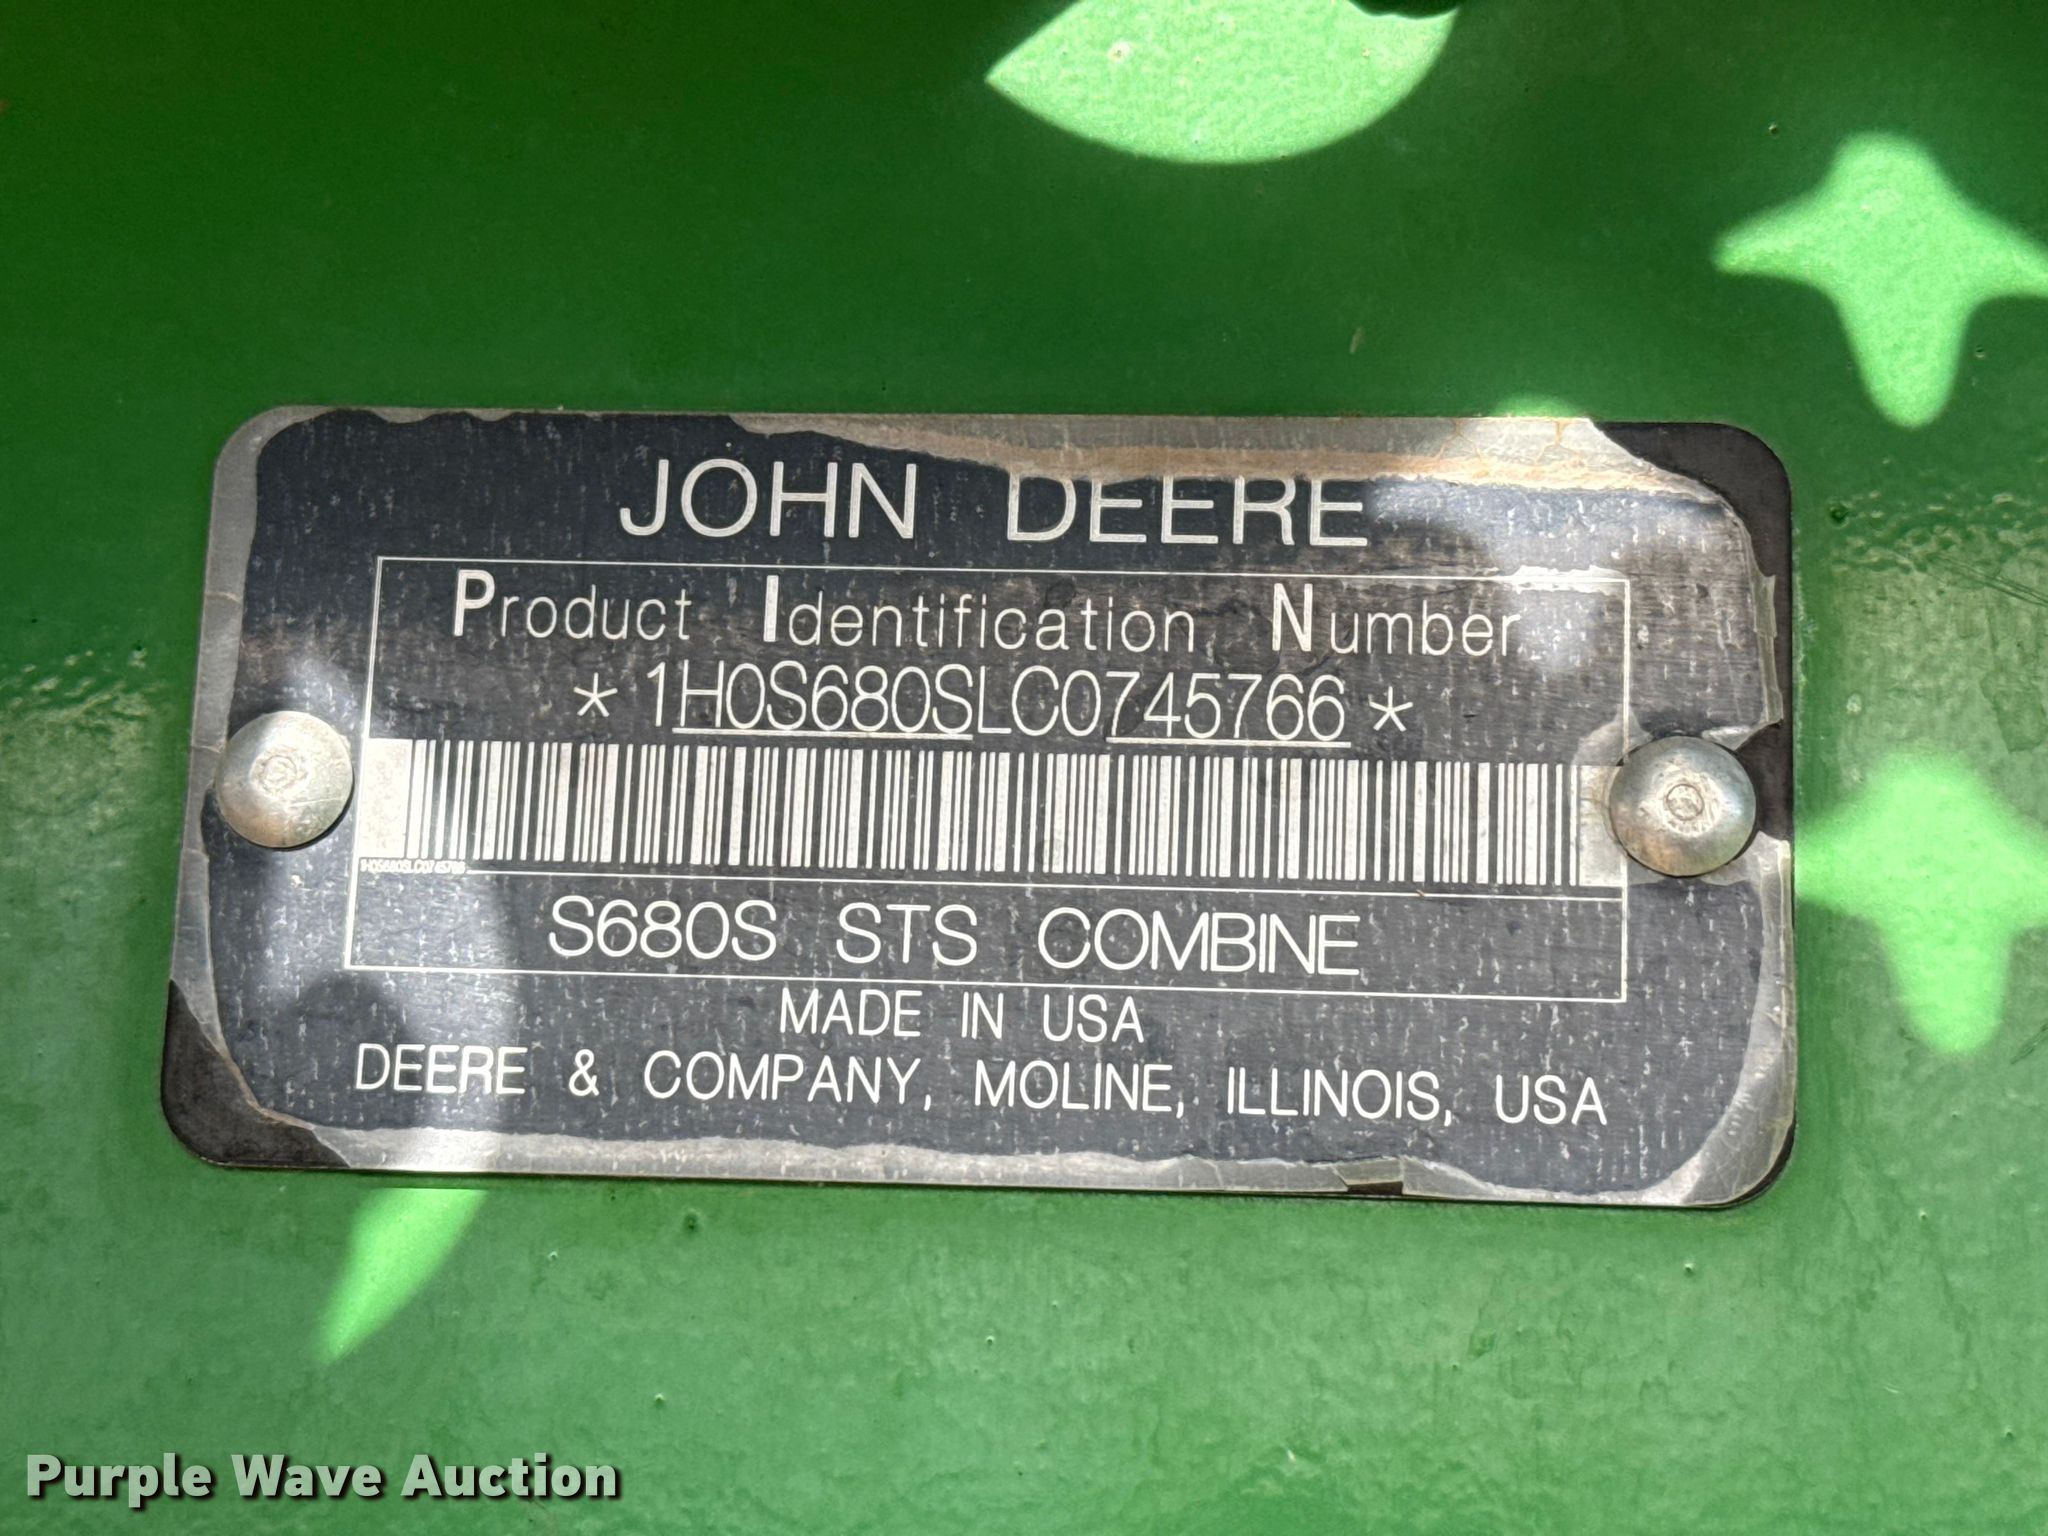 JOHN DEERE
Product Identification Number
*1H0S680SLC0745766*
1H0S680SLC0745766
S680S STS COMBINE
MADE IN USA
DEERE & COMPANY, MOLINE, ILLINOIS, USA
Purple Wave Auction